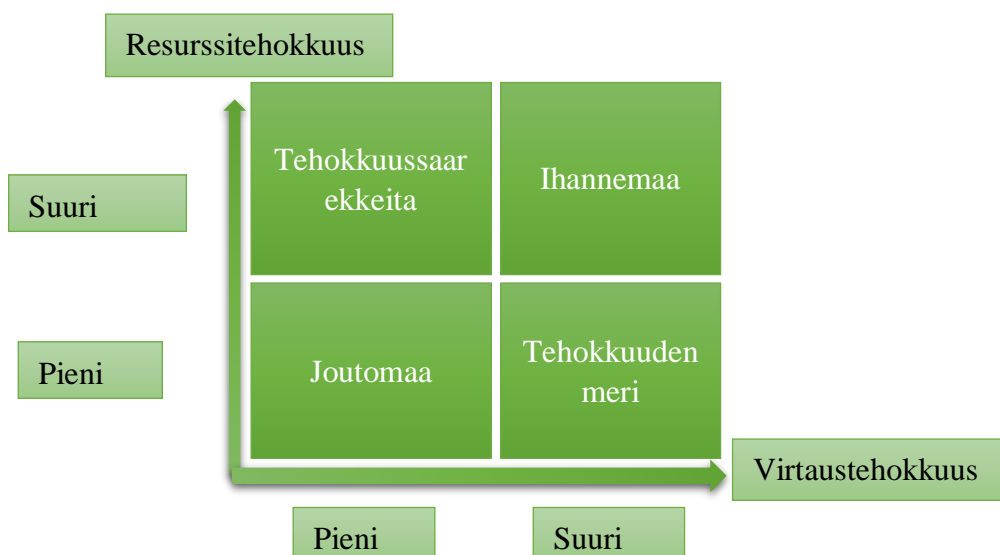 Resurssitehokkuus
Tehokkuussaar
ekkeita
Ihannemaa
Suuri
Joutomaa
Tehokkuuden
meri
Pieni
Virtaustehokkuus
Pieni
Suuri